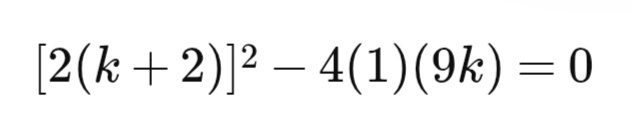 [2(k + 2)]² − 4(1)(9k) = 0